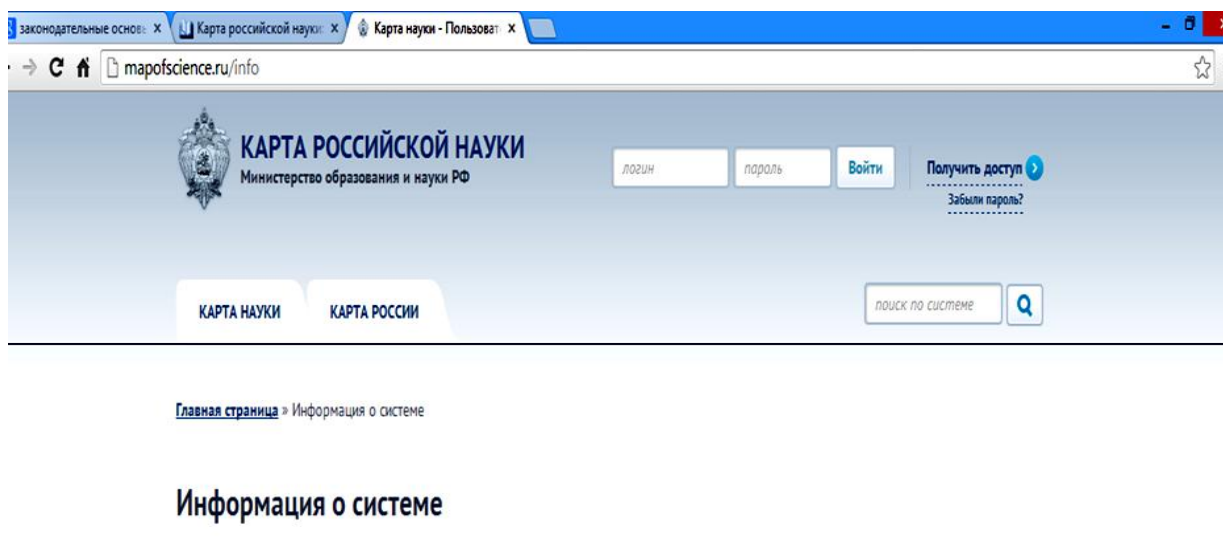 законодательные основ
Карта российской науки
Карта науки - Пользоват
mapofscience.ru/info
КАРТА РОССИЙСКОЙ НАУКИ
Министерство образования и науки РФ
логин
пароль
Войти
Получить доступ
Забыли пароль?
КАРТА НАУКИ
КАРТА РОССИИ
поиск по системе
Главная страница » Информация о системе
Информация о системе